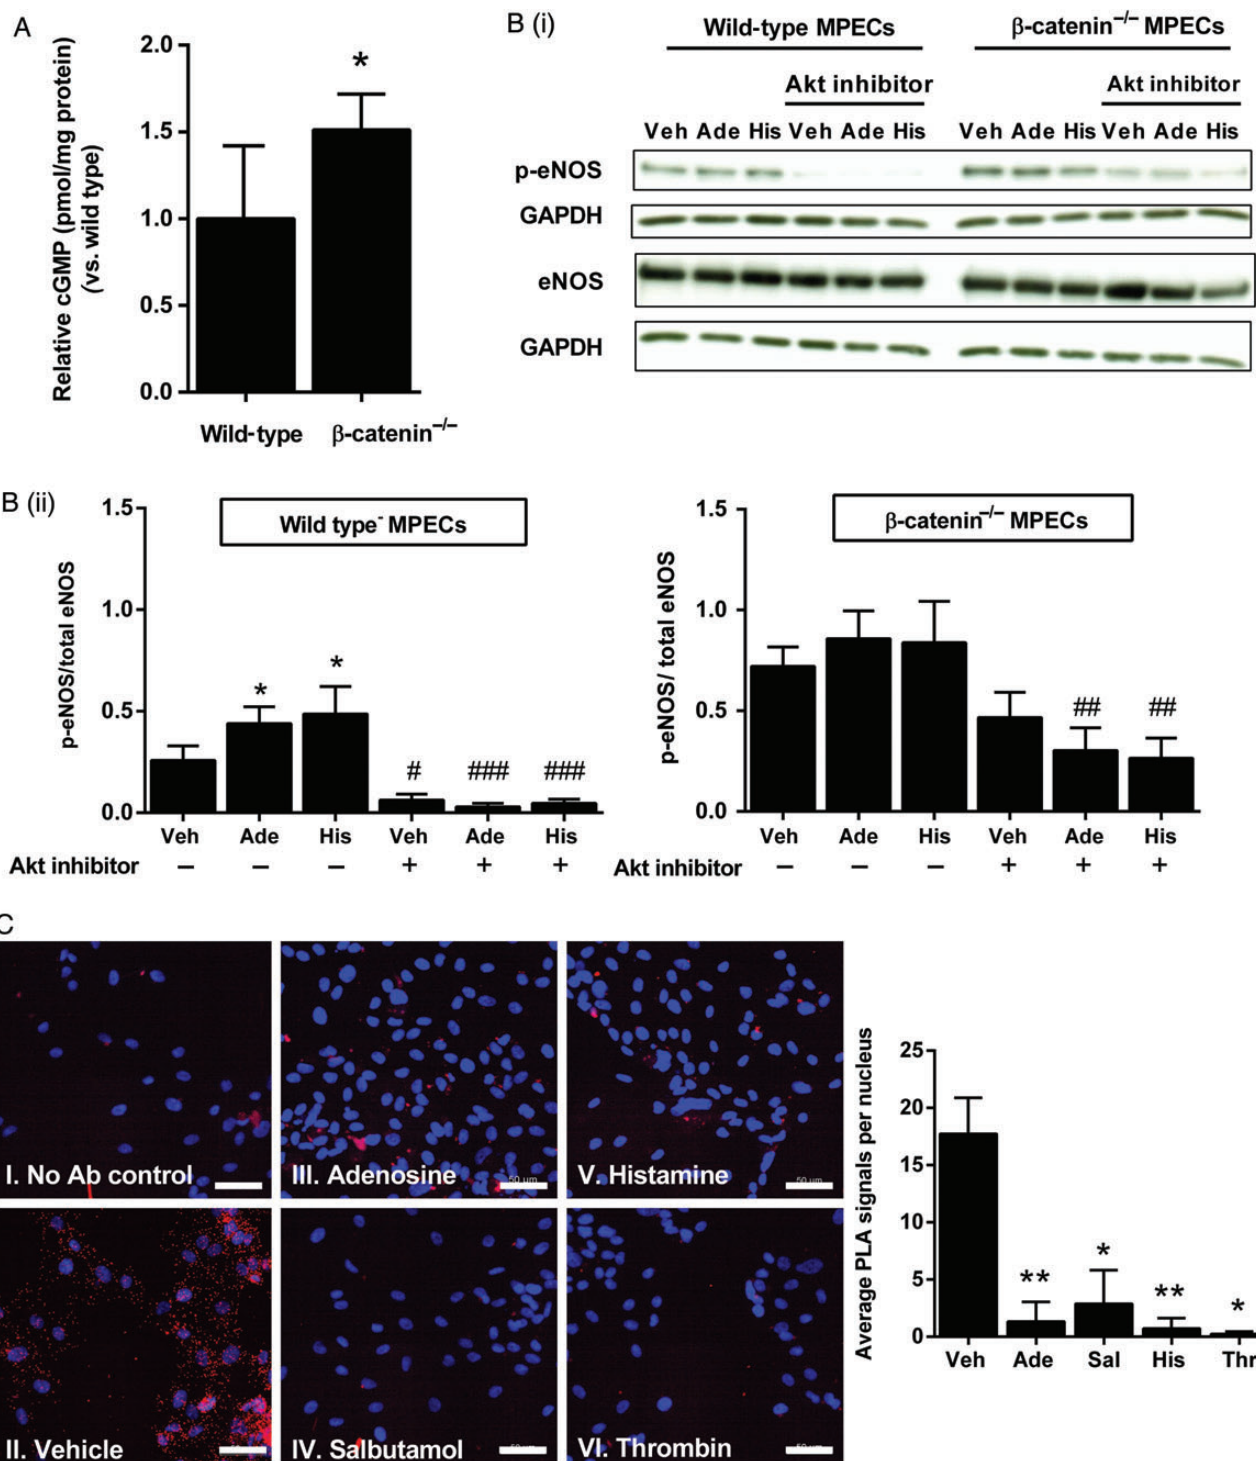 A
Relative cGMP (pmol/mg protein)
(vs. wild type)
2.0
1.5
1.0
0.5
0.0
*
Wild-type
β-catenin⁻/⁻
B (i)
Wild-type MPECs
β-catenin⁻/⁻ MPECs
Akt inhibitor
Akt inhibitor
Veh Ade His Veh Ade His
Veh Ade His Veh Ade His
p-eNOS
GAPDH
eNOS
GAPDH
B (ii)
Wild type⁻ MPECs
p-eNOS/total eNOS
1.5
1.0
0.5
0.0
* * # ### ###
Veh Ade His Veh Ade His
Akt inhibitor − − − + + +
β-catenin⁻/⁻ MPECs
p-eNOS/ total eNOS
1.5
1.0
0.5
0.0
## ##
Veh Ade His Veh Ade His
Akt inhibitor − − − + + +
C
I. No Ab control
III. Adenosine
50 um
V. Histamine
50 um
II. Vehicle
IV. Salbutamol
50 um
VI. Thrombin
Average PLA signals per nucleus
25
20
15
10
5
0
** * ** *
Veh Ade Sal His Thr